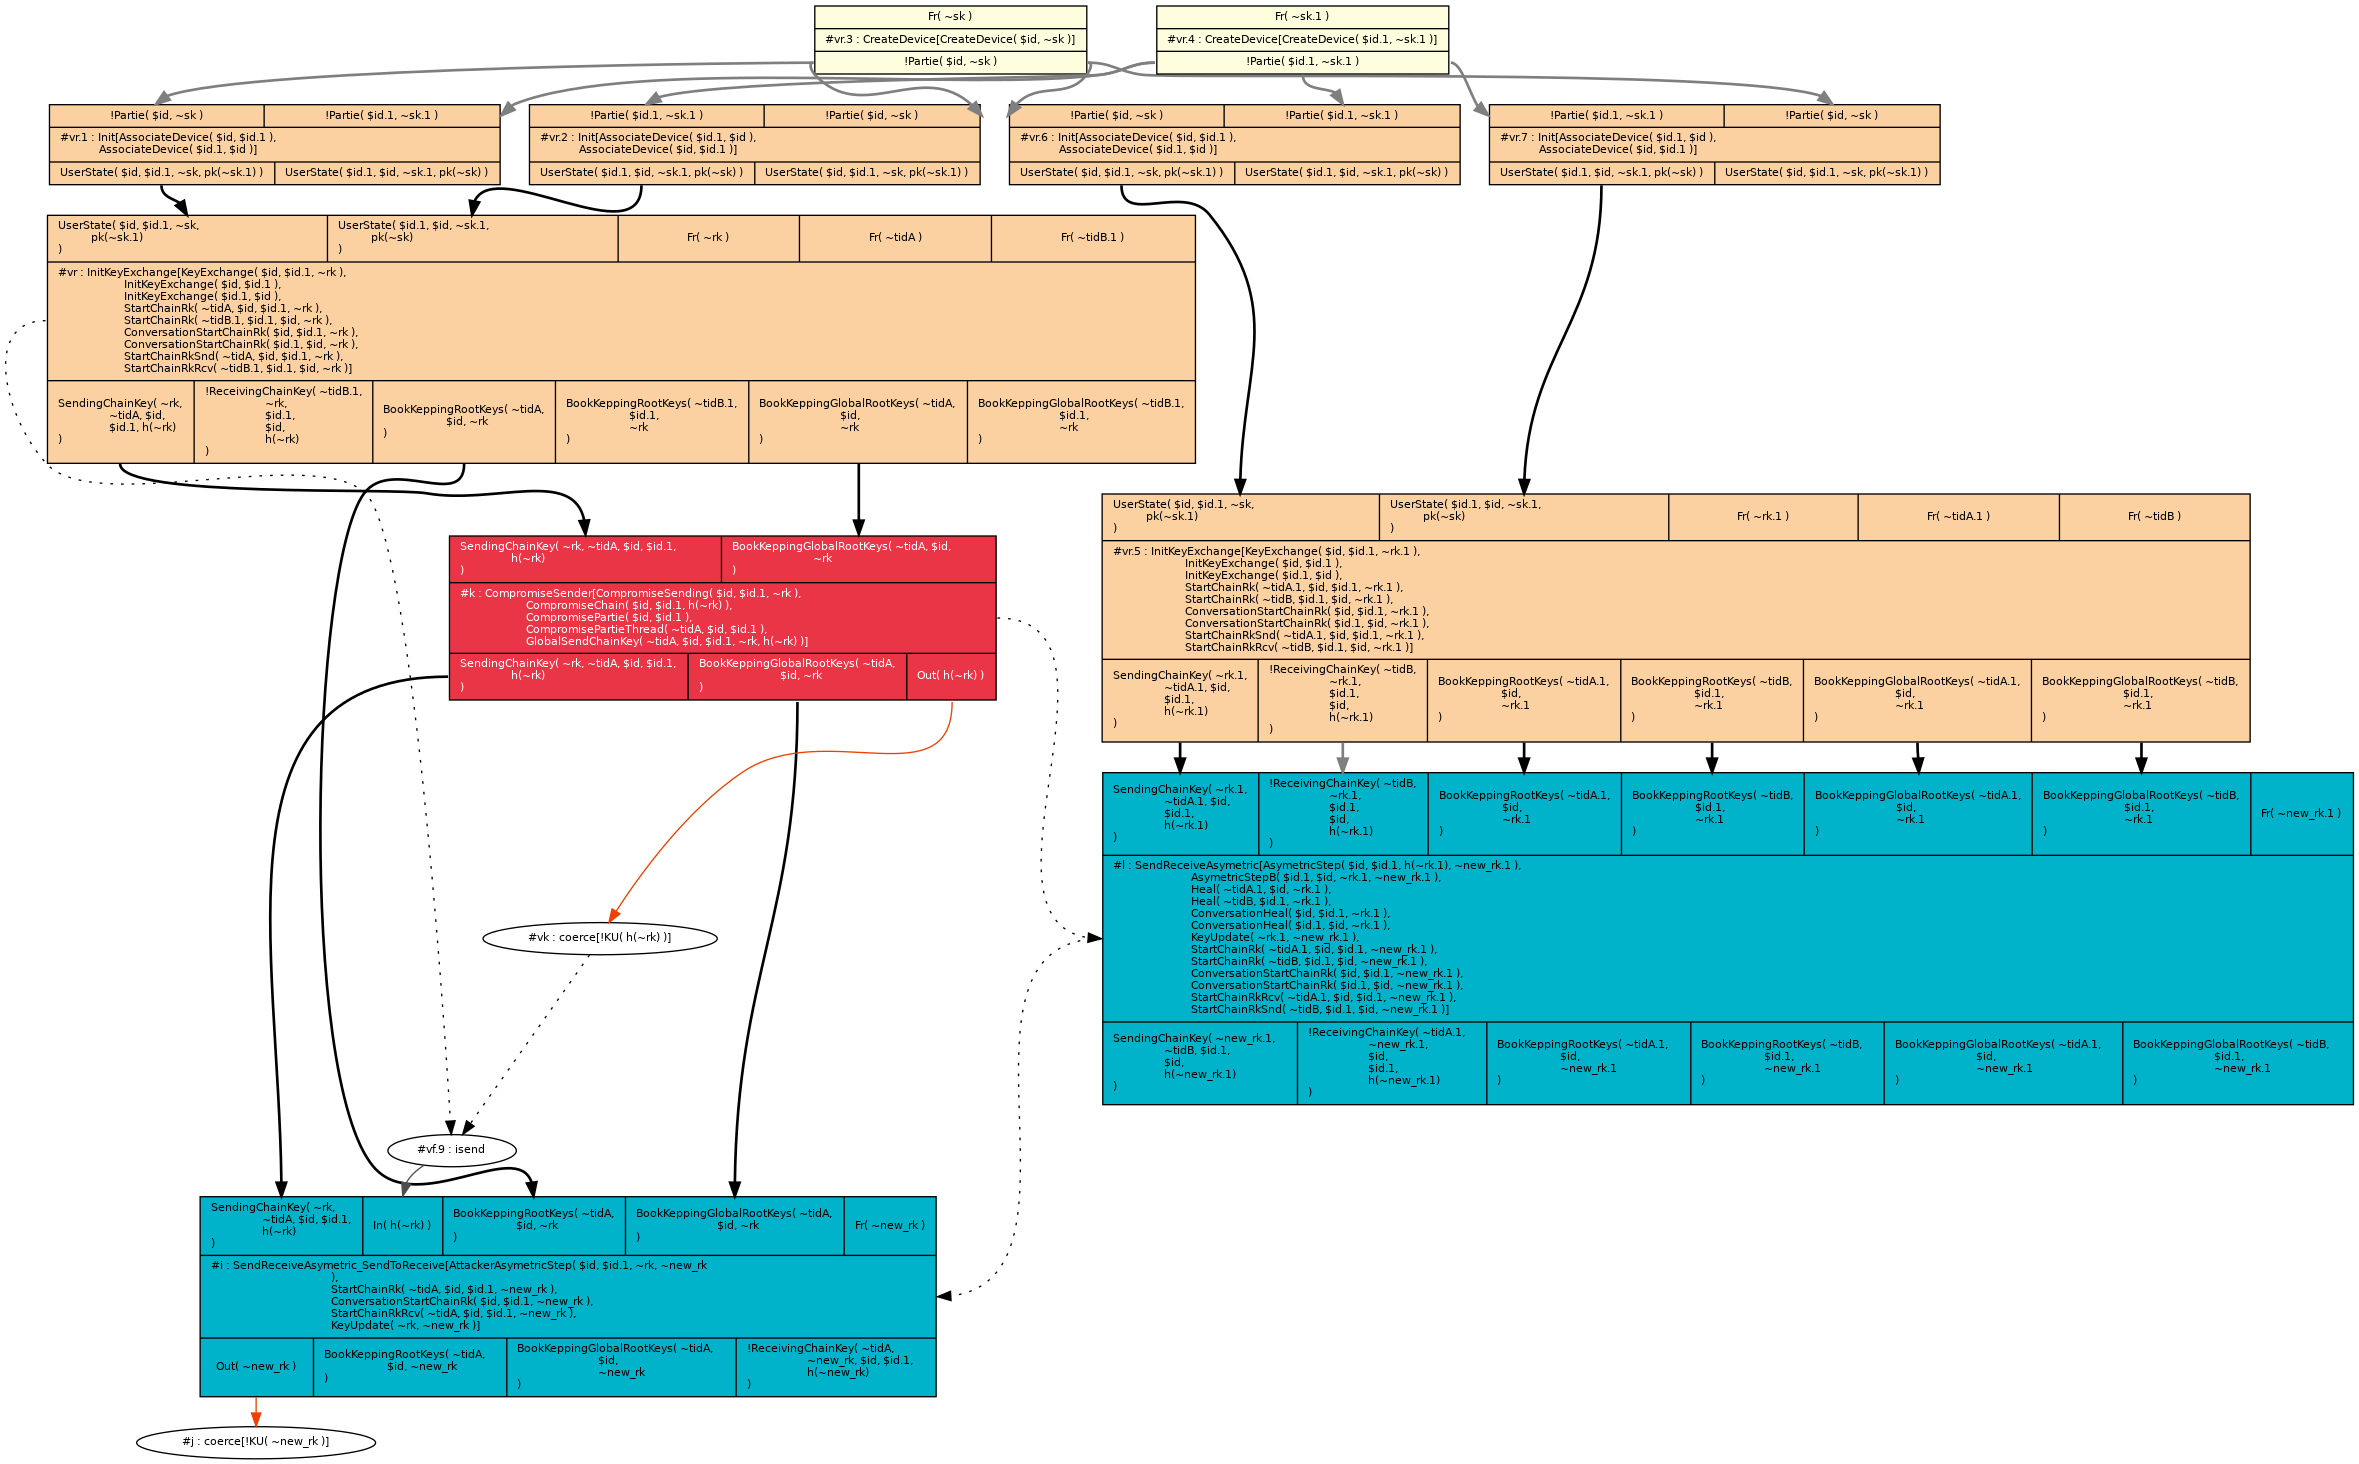 Fr( ~sk )
#vr.3 : CreateDevice[CreateDevice( $id, ~sk )]
!Partie( $id, ~sk )
Fr( ~sk.1 )
#vr.4 : CreateDevice[CreateDevice( $id.1, ~sk.1 )]
!Partie( $id.1, ~sk.1 )
!Partie( $id, ~sk )
!Partie( $id.1, ~sk.1 )
#vr.1 : Init[AssociateDevice( $id, $id.1 ),
AssociateDevice( $id.1, $id )]
UserState( $id, $id.1, ~sk, pk(~sk.1) )
UserState( $id.1, $id, ~sk.1, pk(~sk) )
!Partie( $id.1, ~sk.1 )
!Partie( $id, ~sk )
#vr.2 : Init[AssociateDevice( $id.1, $id ),
AssociateDevice( $id, $id.1 )]
UserState( $id.1, $id, ~sk.1, pk(~sk) )
UserState( $id, $id.1, ~sk, pk(~sk.1) )
!Partie( $id, ~sk )
!Partie( $id.1, ~sk.1 )
#vr.6 : Init[AssociateDevice( $id, $id.1 ),
AssociateDevice( $id.1, $id )]
UserState( $id, $id.1, ~sk, pk(~sk.1) )
UserState( $id.1, $id, ~sk.1, pk(~sk) )
!Partie( $id.1, ~sk.1 )
!Partie( $id, ~sk )
#vr.7 : Init[AssociateDevice( $id.1, $id ),
AssociateDevice( $id, $id.1 )]
UserState( $id.1, $id, ~sk.1, pk(~sk) )
UserState( $id, $id.1, ~sk, pk(~sk.1) )
UserState( $id, $id.1, ~sk,
pk(~sk.1)
)
UserState( $id.1, $id, ~sk.1,
pk(~sk)
)
Fr( ~rk )
Fr( ~tidA )
Fr( ~tidB.1 )
#vr : InitKeyExchange[KeyExchange( $id, $id.1, ~rk ),
InitKeyExchange( $id, $id.1 ),
InitKeyExchange( $id.1, $id ),
StartChainRk( ~tidA, $id, $id.1, ~rk ),
StartChainRk( ~tidB.1, $id.1, $id, ~rk ),
ConversationStartChainRk( $id, $id.1, ~rk ),
ConversationStartChainRk( $id.1, $id, ~rk ),
StartChainRkSnd( ~tidA, $id, $id.1, ~rk ),
StartChainRkRcv( ~tidB.1, $id.1, $id, ~rk )]
SendingChainKey( ~rk,
~tidA, $id,
$id.1, h(~rk)
)
!ReceivingChainKey( ~tidB.1,
~rk,
$id.1,
$id,
h(~rk)
)
BookKeppingRootKeys( ~tidA,
$id, ~rk
)
BookKeppingRootKeys( ~tidB.1,
$id.1,
~rk
)
BookKeppingGlobalRootKeys( ~tidA,
$id,
~rk
)
BookKeppingGlobalRootKeys( ~tidB.1,
$id.1,
~rk
)
SendingChainKey( ~rk, ~tidA, $id, $id.1,
h(~rk)
)
BookKeppingGlobalRootKeys( ~tidA, $id,
~rk
)
#k : CompromiseSender[CompromiseSending( $id, $id.1, ~rk ),
CompromiseChain( $id, $id.1, h(~rk) ),
CompromisePartie( $id, $id.1 ),
CompromisePartieThread( ~tidA, $id, $id.1 ),
GlobalSendChainKey( ~tidA, $id, $id.1, ~rk, h(~rk) )]
SendingChainKey( ~rk, ~tidA, $id, $id.1,
h(~rk)
)
BookKeppingGlobalRootKeys( ~tidA,
$id, ~rk
)
Out( h(~rk) )
UserState( $id, $id.1, ~sk,
pk(~sk.1)
)
UserState( $id.1, $id, ~sk.1,
pk(~sk)
)
Fr( ~rk.1 )
Fr( ~tidA.1 )
Fr( ~tidB )
#vr.5 : InitKeyExchange[KeyExchange( $id, $id.1, ~rk.1 ),
InitKeyExchange( $id, $id.1 ),
InitKeyExchange( $id.1, $id ),
StartChainRk( ~tidA.1, $id, $id.1, ~rk.1 ),
StartChainRk( ~tidB, $id.1, $id, ~rk.1 ),
ConversationStartChainRk( $id, $id.1, ~rk.1 ),
ConversationStartChainRk( $id.1, $id, ~rk.1 ),
StartChainRkSnd( ~tidA.1, $id, $id.1, ~rk.1 ),
StartChainRkRcv( ~tidB, $id.1, $id, ~rk.1 )]
SendingChainKey( ~rk.1,
~tidA.1, $id,
$id.1,
h(~rk.1)
)
!ReceivingChainKey( ~tidB,
~rk.1,
$id.1,
$id,
h(~rk.1)
)
BookKeppingRootKeys( ~tidA.1,
$id,
~rk.1
)
BookKeppingRootKeys( ~tidB,
$id.1,
~rk.1
)
BookKeppingGlobalRootKeys( ~tidA.1,
$id,
~rk.1
)
BookKeppingGlobalRootKeys( ~tidB,
$id.1,
~rk.1
)
SendingChainKey( ~rk.1,
~tidA.1, $id,
$id.1,
h(~rk.1)
)
!ReceivingChainKey( ~tidB,
~rk.1,
$id.1,
$id,
h(~rk.1)
)
BookKeppingRootKeys( ~tidA.1,
$id,
~rk.1
)
BookKeppingRootKeys( ~tidB,
$id.1,
~rk.1
)
BookKeppingGlobalRootKeys( ~tidA.1,
$id,
~rk.1
)
BookKeppingGlobalRootKeys( ~tidB,
$id.1,
~rk.1
)
Fr( ~new_rk.1 )
#l : SendReceiveAsymetric[AsymetricStep( $id, $id.1, h(~rk.1), ~new_rk.1 ),
AsymetricStepB( $id.1, $id, ~rk.1, ~new_rk.1 ),
Heal( ~tidA.1, $id, ~rk.1 ),
Heal( ~tidB, $id.1, ~rk.1 ),
ConversationHeal( $id, $id.1, ~rk.1 ),
ConversationHeal( $id.1, $id, ~rk.1 ),
KeyUpdate( ~rk.1, ~new_rk.1 ),
StartChainRk( ~tidA.1, $id, $id.1, ~new_rk.1 ),
StartChainRk( ~tidB, $id.1, $id, ~new_rk.1 ),
ConversationStartChainRk( $id, $id.1, ~new_rk.1 ),
ConversationStartChainRk( $id.1, $id, ~new_rk.1 ),
StartChainRkRcv( ~tidA.1, $id, $id.1, ~new_rk.1 ),
StartChainRkSnd( ~tidB, $id.1, $id, ~new_rk.1 )]
SendingChainKey( ~new_rk.1,
~tidB, $id.1,
$id,
h(~new_rk.1)
)
!ReceivingChainKey( ~tidA.1,
~new_rk.1,
$id,
$id.1,
h(~new_rk.1)
)
BookKeppingRootKeys( ~tidA.1,
$id,
~new_rk.1
)
BookKeppingRootKeys( ~tidB,
$id.1,
~new_rk.1
)
BookKeppingGlobalRootKeys( ~tidA.1,
$id,
~new_rk.1
)
BookKeppingGlobalRootKeys( ~tidB,
$id.1,
~new_rk.1
)
#vk : coerce[!KU( h(~rk) )]
#vf.9 : isend
SendingChainKey( ~rk,
~tidA, $id, $id.1,
h(~rk)
)
In( h(~rk) )
BookKeppingRootKeys( ~tidA,
$id, ~rk
)
BookKeppingGlobalRootKeys( ~tidA,
$id, ~rk
)
Fr( ~new_rk )
#i : SendReceiveAsymetric_SendToReceive[AttackerAsymetricStep( $id, $id.1, ~rk, ~new_rk
),
StartChainRk( ~tidA, $id, $id.1, ~new_rk ),
ConversationStartChainRk( $id, $id.1, ~new_rk ),
StartChainRkRcv( ~tidA, $id, $id.1, ~new_rk ),
KeyUpdate( ~rk, ~new_rk )]
Out( ~new_rk )
BookKeppingRootKeys( ~tidA,
$id, ~new_rk
)
BookKeppingGlobalRootKeys( ~tidA,
$id,
~new_rk
)
!ReceivingChainKey( ~tidA,
~new_rk, $id, $id.1,
h(~new_rk)
)
#j : coerce[!KU( ~new_rk )]